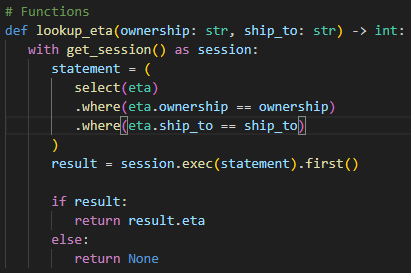 # Functions
def lookup_eta(ownership: str, ship_to: str) -> int:
    with get_session() as session:
        statement = (
            select(eta)
            .where(eta.ownership == ownership)
            .where(eta.ship_to == ship_to)
        )
        result = session.exec(statement).first()

        if result:
            return result.eta
        else:
            return None